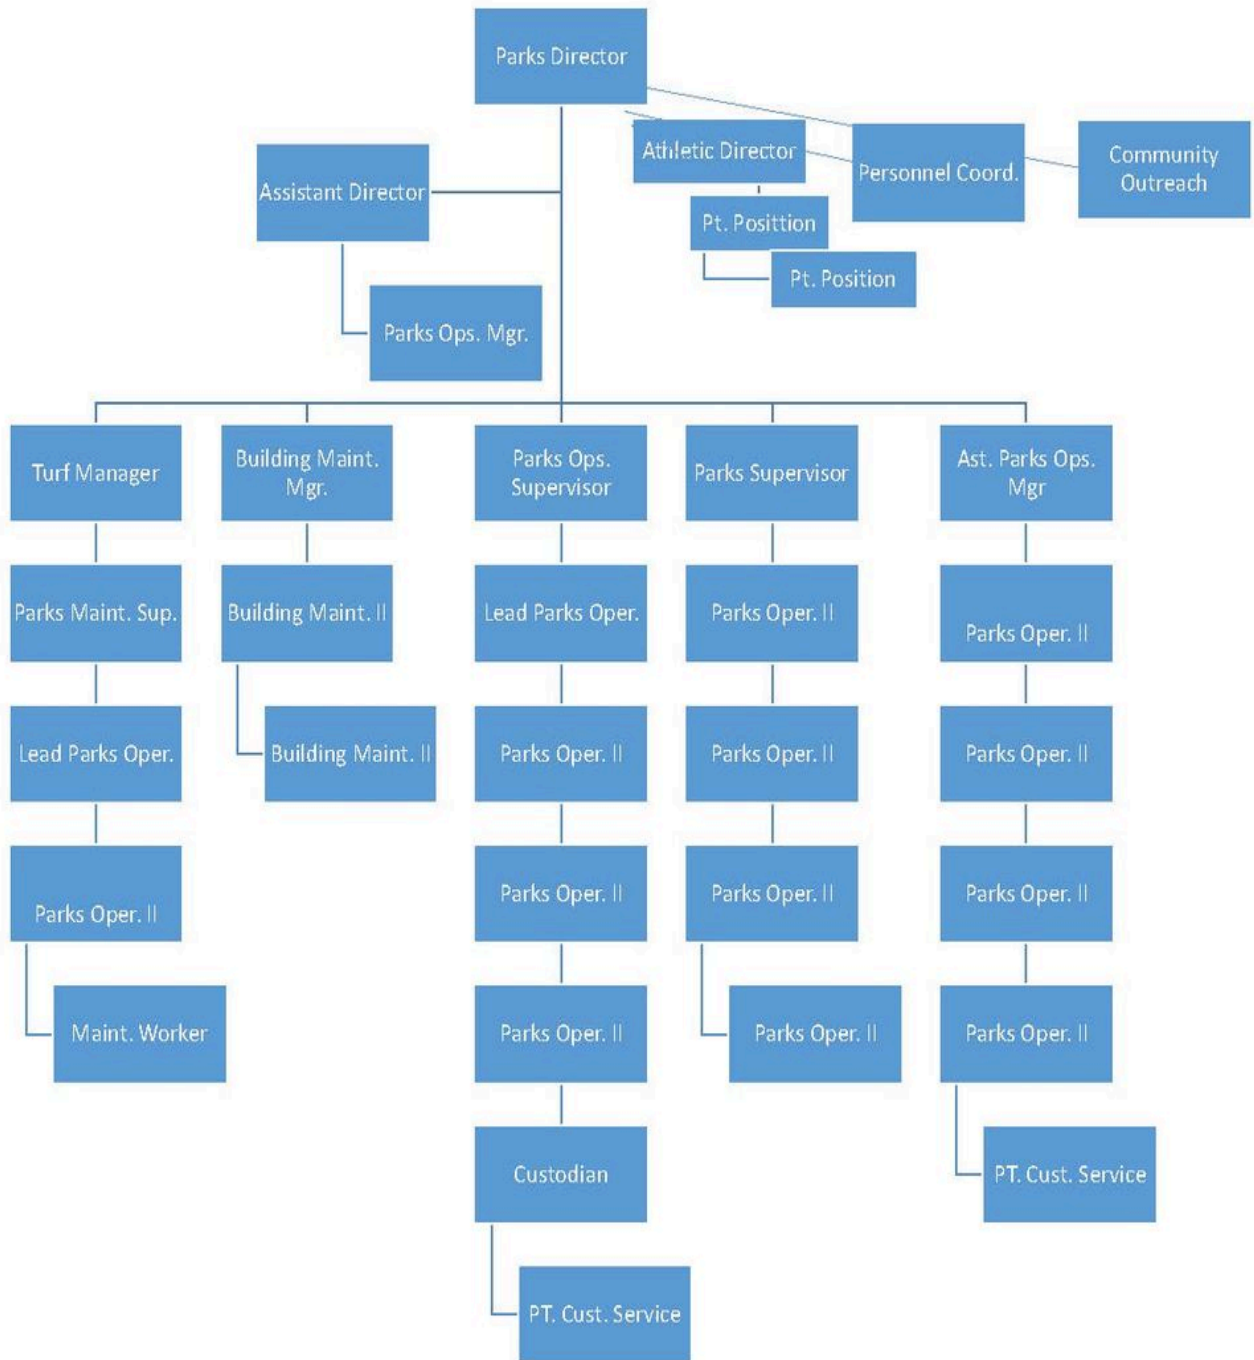 Parks Director
Athletic Director
Personnel Coord.
Community
Outreach
Assistant Director
Pt. Posittion
Pt. Position
Parks Ops. Mgr.
Turf Manager
Building Maint.
Mgr.
Parks Ops.
Supervisor
Parks Supervisor
Ast. Parks Ops.
Mgr
Parks Maint. Sup.
Building Maint. II
Lead Parks Oper.
Parks Oper. II
Parks Oper. II
Lead Parks Oper.
Building Maint. II
Parks Oper. II
Parks Oper. II
Parks Oper. II
Parks Oper. II
Parks Oper. II
Parks Oper. II
Parks Oper. II
Maint. Worker
Parks Oper. II
Parks Oper. II
Parks Oper. II
Custodian
PT. Cust. Service
PT. Cust. Service